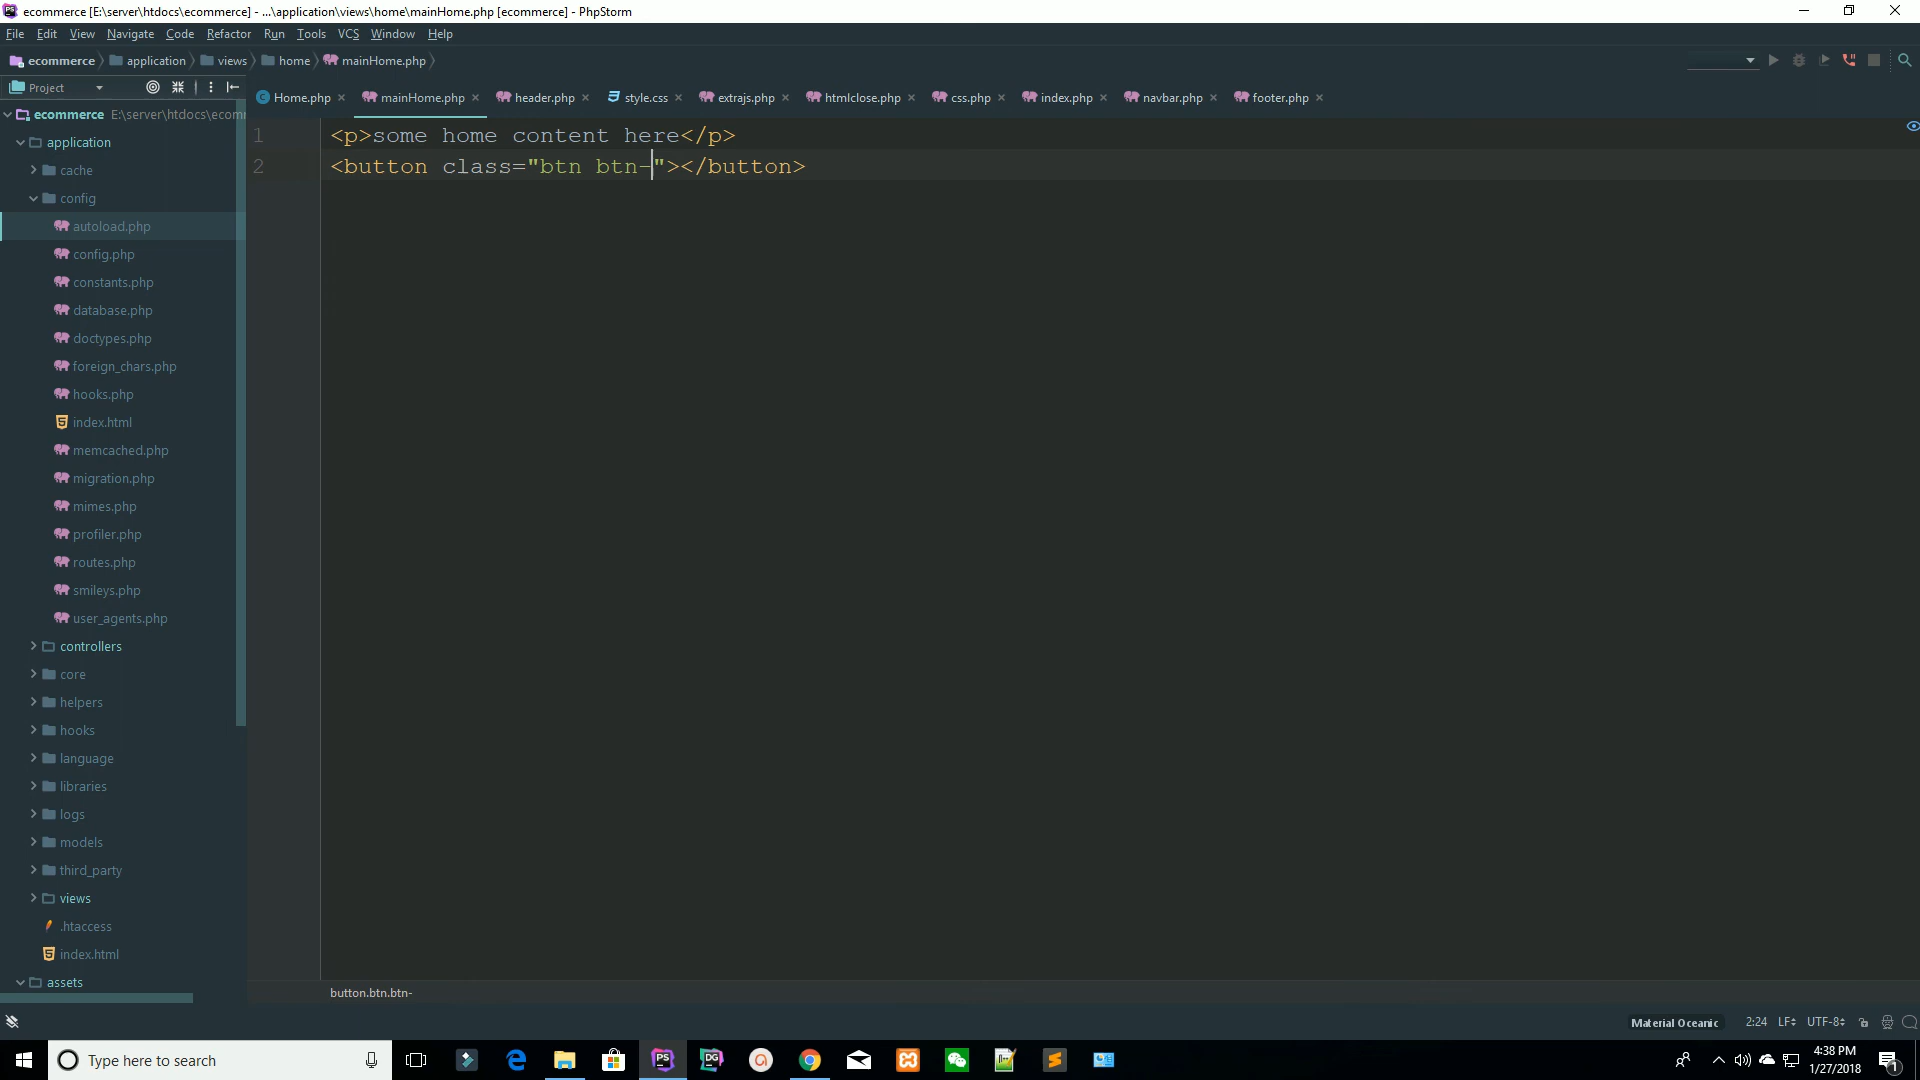 ecommerce [E:\server\htdocs\ecommerce] - ...\application\views\home\mainHome.php [ecommerce] - PhpStorm
File Edit View Navigate Code Refactor Run Tools VCS Window Help
ecommerce application views home mainHome.php
Project
Home.php mainHome.php header.php style.css extrajs.php htmlclose.php css.php index.php navbar.php footer.php
ecommerce E:\server\htdocs\ecom
application
cache
config
autoload.php
config.php
constants.php
database.php
doctypes.php
foreign_chars.php
hooks.php
index.html
memcached.php
migration.php
mimes.php
profiler.php
routes.php
smileys.php
user_agents.php
controllers
core
helpers
hooks
language
libraries
logs
models
third_party
views
.htaccess
index.html
assets
1 <p>some home content here</p>
2 <button class="btn btn-"></button>
button.btn.btn-
Material Oceanic 2:24 LF UTF-8
Type here to search
4:38 PM
1/27/2018
1